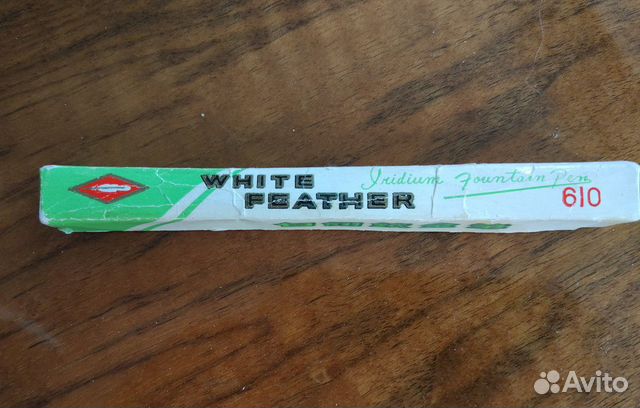 WHITE
FEATHER
Iridium Fountain Pen
610
Avito